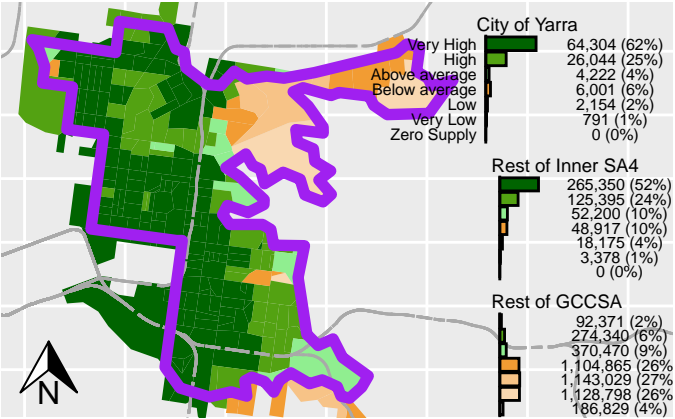 City of Yarra
Very High 64,304 (62%)
High 26,044 (25%)
Above average 4,222 (4%)
Below average 6,001 (6%)
Low 2,154 (2%)
Very Low 791 (1%)
Zero Supply 0 (0%)
Rest of Inner SA4
265,350 (52%)
125,395 (24%)
52,200 (10%)
48,917 (10%)
18,175 (4%)
3,378 (1%)
0 (0%)
Rest of GCCSA
92,371 (2%)
274,340 (6%)
370,470 (9%)
1,104,865 (26%)
1,143,029 (27%)
1,128,798 (26%)
186,829 (4%)
N